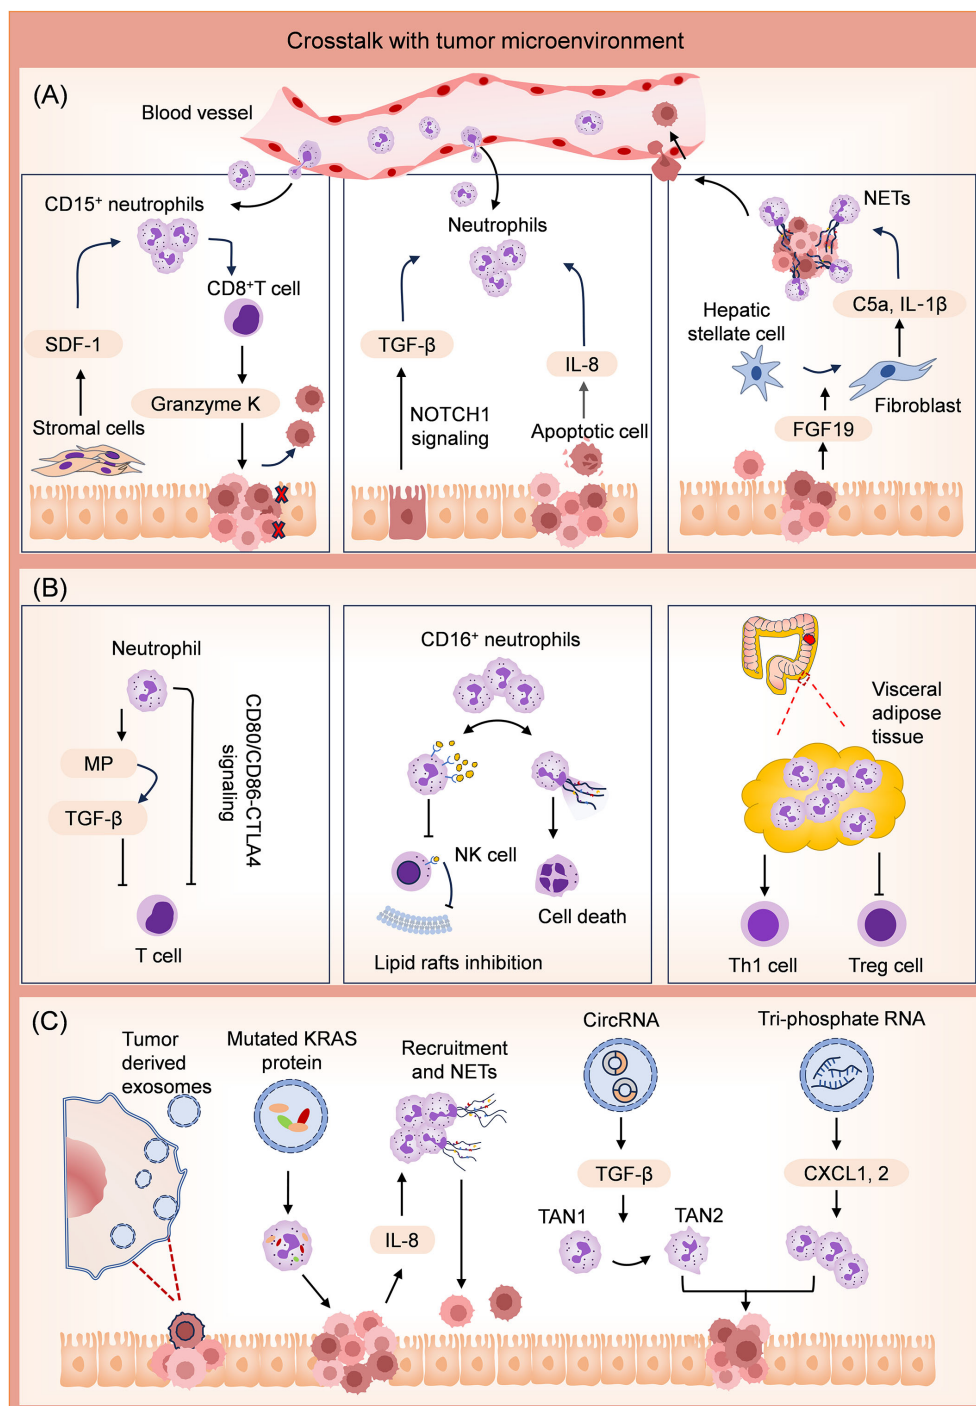 Crosstalk with tumor microenvironment
(A)
Blood vessel
CD15⁺ neutrophils
CD8⁺T cell
SDF-1
Granzyme K
Stromal cells
Neutrophils
TGF-β
IL-8
NOTCH1
signaling
Apoptotic cell
NETs
C5a, IL-1β
Hepatic
stellate cell
Fibroblast
FGF19
(B)
Neutrophil
MP
TGF-β
CD80/CD86-CTLA4
signaling
T cell
CD16⁺ neutrophils
NK cell
Cell death
Lipid rafts inhibition
Visceral
adipose
tissue
Th1 cell
Treg cell
(C)
Tumor
derived
exosomes
Mutated KRAS
protein
Recruitment
and NETs
IL-8
CircRNA
TGF-β
TAN1
TAN2
Tri-phosphate RNA
CXCL1, 2